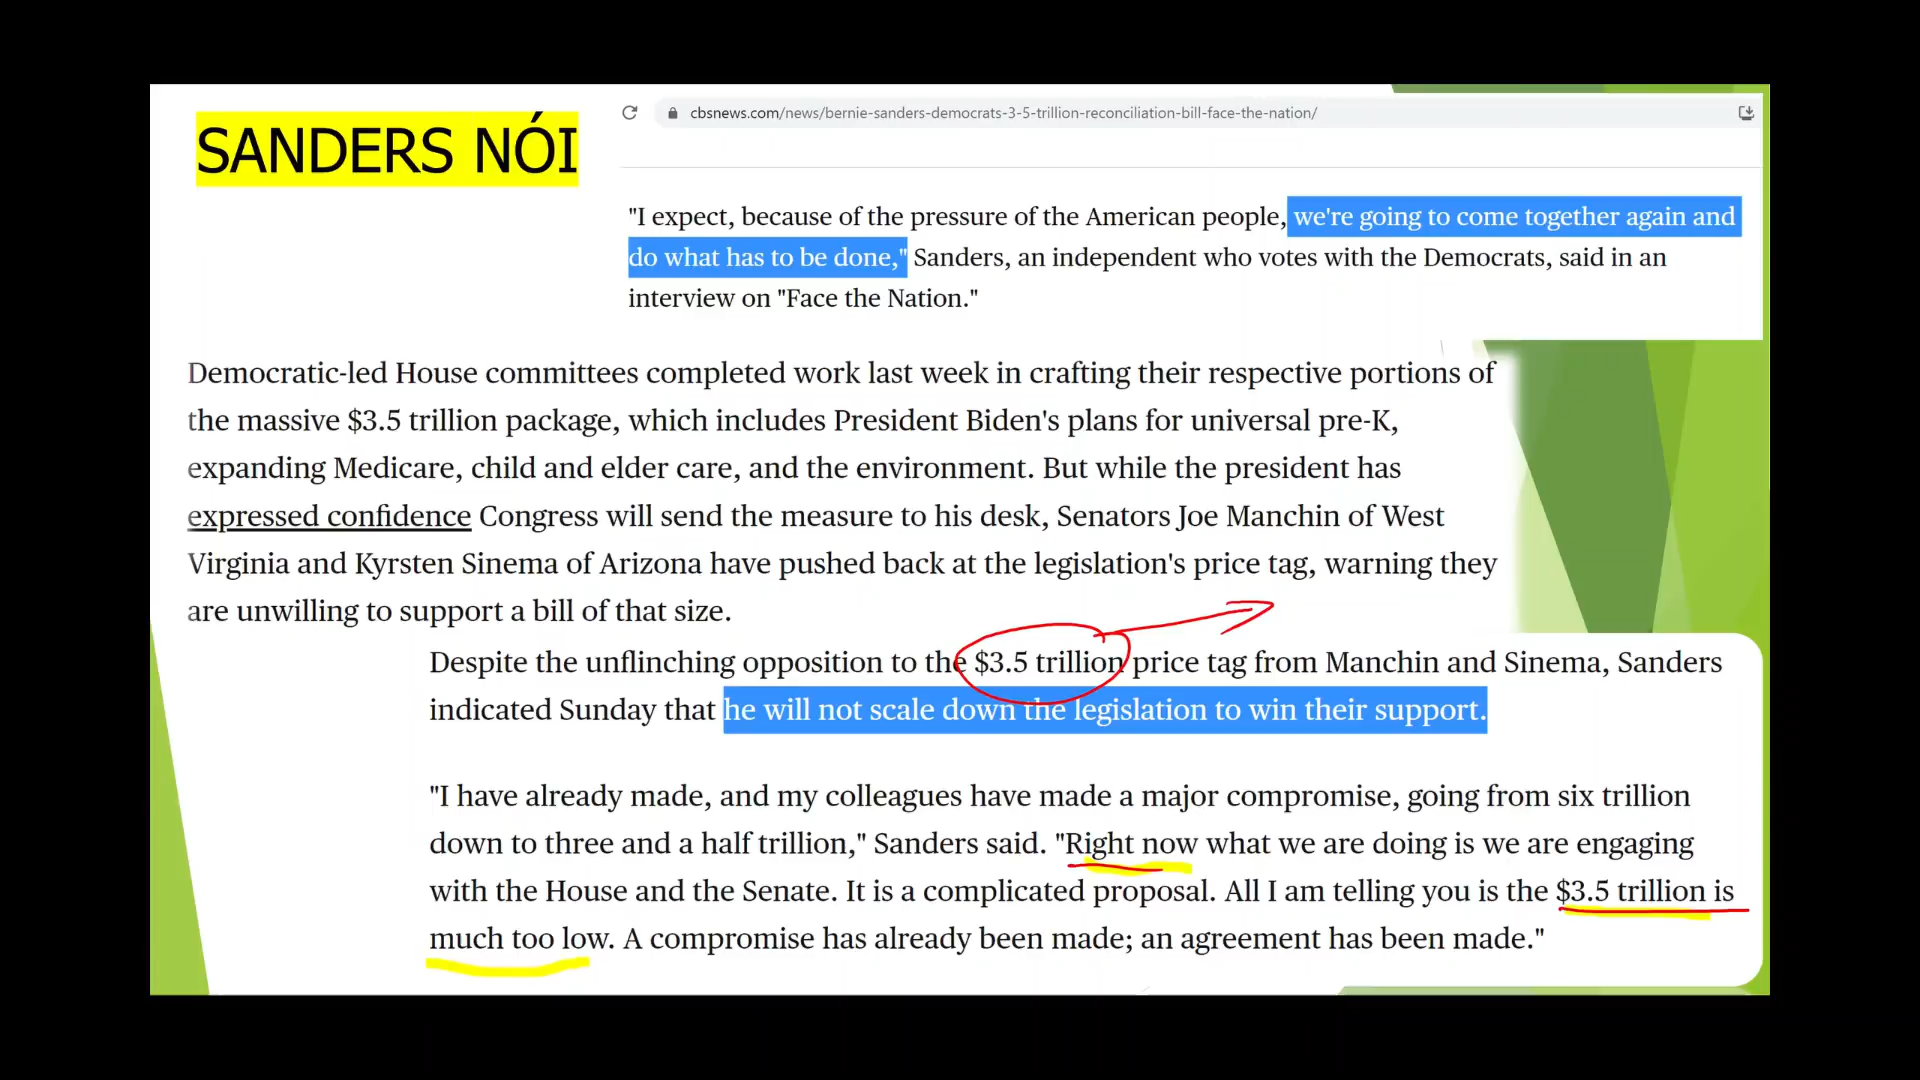 SANDERS NÓI
cbsnews.com/news/bernie-sanders-democrats-3-5-trillion-reconciliation-bill-face-the-nation/
"I expect, because of the pressure of the American people, we're going to come together again and
do what has to be done," Sanders, an independent who votes with the Democrats, said in an
interview on "Face the Nation."
Democratic-led House committees completed work last week in crafting their respective portions of
the massive $3.5 trillion package, which includes President Biden's plans for universal pre-K,
expanding Medicare, child and elder care, and the environment. But while the president has
expressed confidence Congress will send the measure to his desk, Senators Joe Manchin of West
Virginia and Kyrsten Sinema of Arizona have pushed back at the legislation's price tag, warning they
are unwilling to support a bill of that size.
Despite the unflinching opposition to the $3.5 trillion price tag from Manchin and Sinema, Sanders
indicated Sunday that he will not scale down the legislation to win their support.
"I have already made, and my colleagues have made a major compromise, going from six trillion
down to three and a half trillion," Sanders said. "Right now what we are doing is we are engaging
with the House and the Senate. It is a complicated proposal. All I am telling you is the $3.5 trillion is
much too low. A compromise has already been made; an agreement has been made."